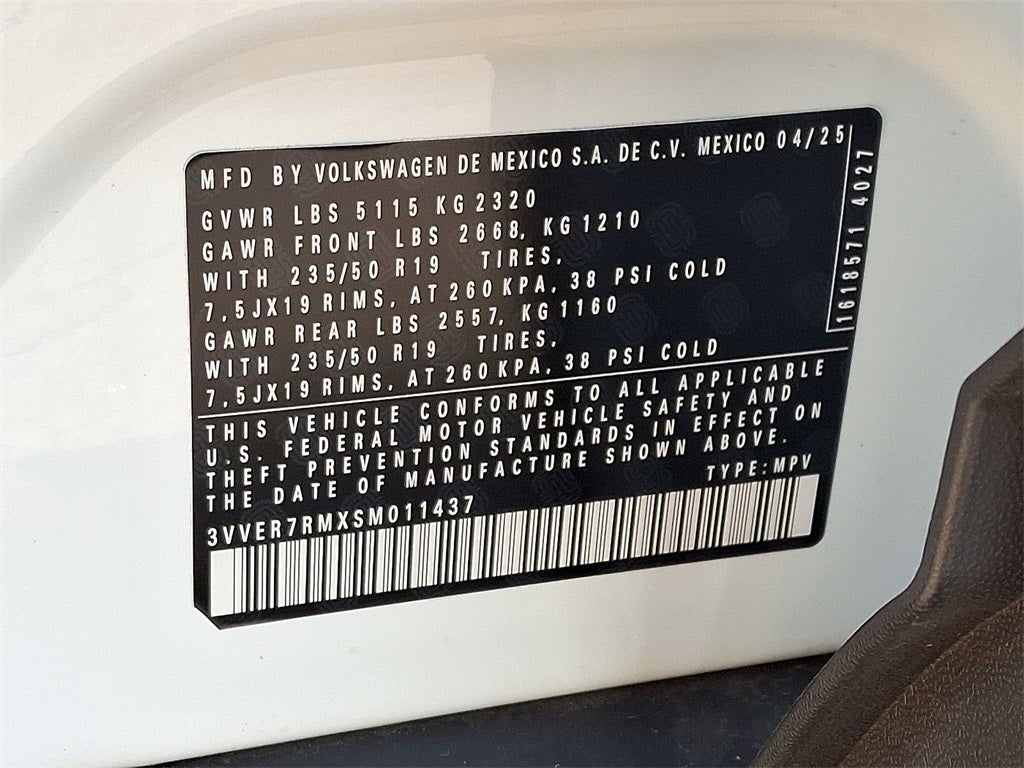 MFD BY VOLKSWAGEN DE MEXICO S.A. DE C.V. MEXICO 04/25
GVWR LBS 5115 KG 2320
GAWR FRONT LBS 2668, KG 1210
WITH 235/50 R19 TIRES,
7,5JX19 RIMS, AT 260 KPA, 38 PSI COLD
GAWR REAR LBS 2557, KG 1160
WITH 235/50 R19 TIRES,
7,5JX19 RIMS, AT 260 KPA, 38 PSI COLD
1618571 4027
THIS VEHICLE CONFORMS TO ALL APPLICABLE
U.S. FEDERAL MOTOR VEHICLE SAFETY AND
THEFT PREVENTION STANDARDS IN EFFECT ON
THE DATE OF MANUFACTURE SHOWN ABOVE.
TYPE: MPV
3VVER7RMXSM011437